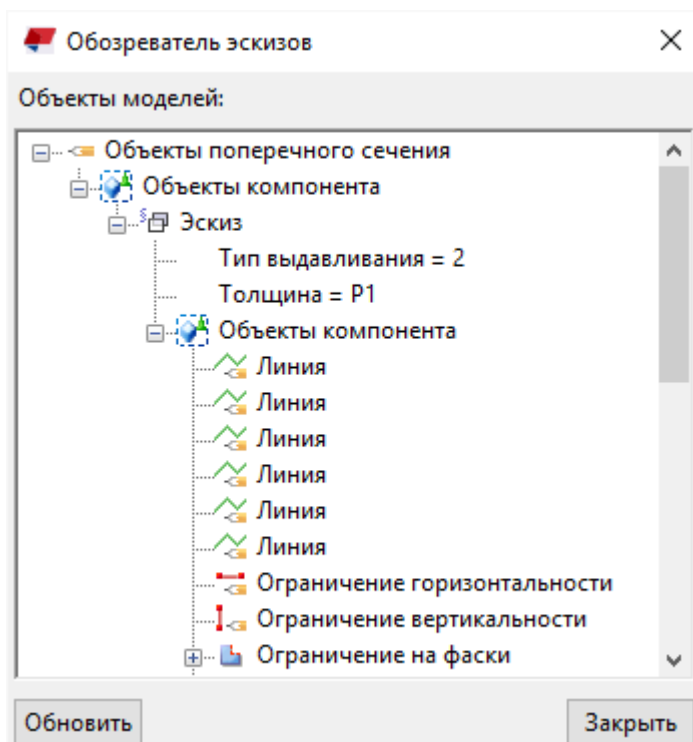 Обозреватель эскизов
Объекты моделей:
Объекты поперечного сечения
Объекты компонента
Эскиз
Тип выдавливания = 2
Толщина = P1
Объекты компонента
Линия
Линия
Линия
Линия
Линия
Линия
Ограничение горизонтальности
Ограничение вертикальности
Ограничение на фаски
Обновить
Закрыть